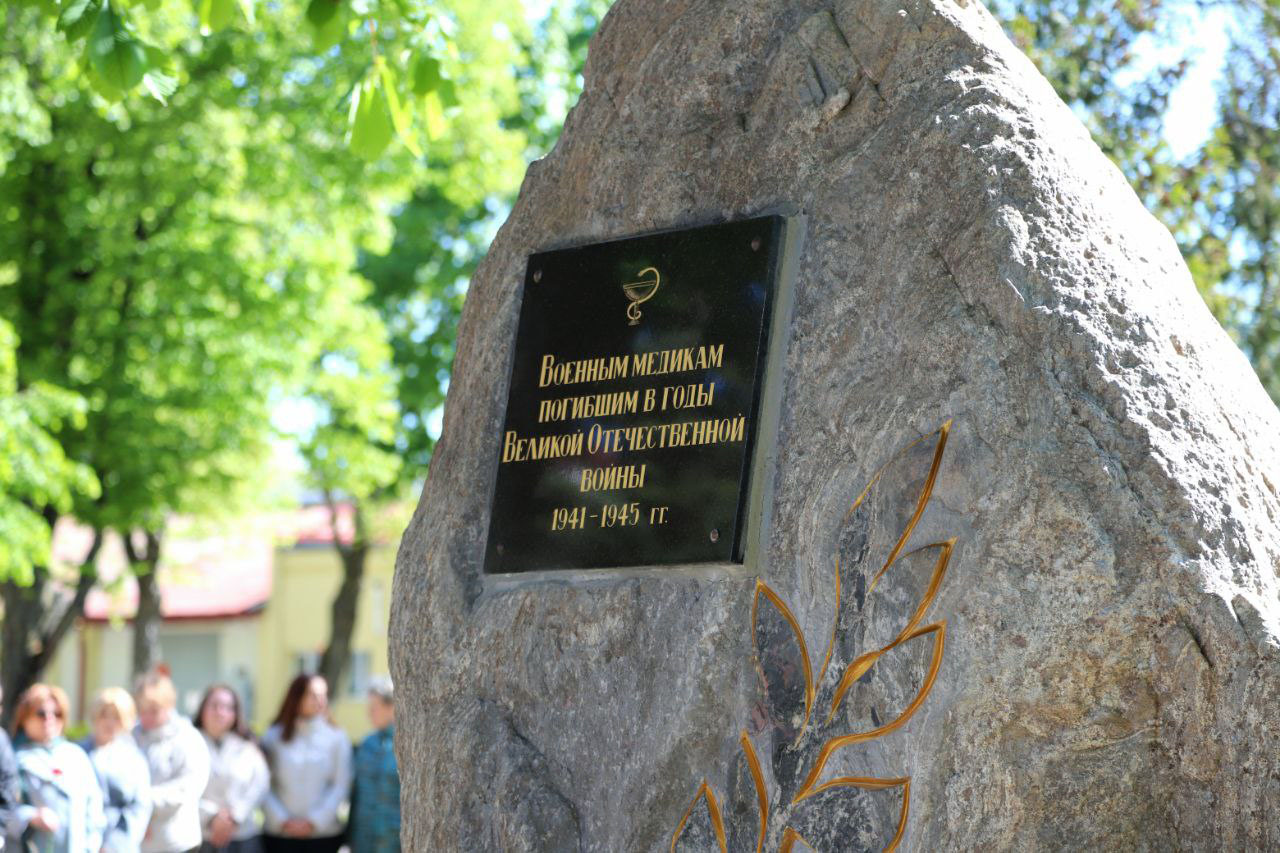 Военным медикам
погибшим в годы
Великой Отечественной
войны
1941-1945 гг.